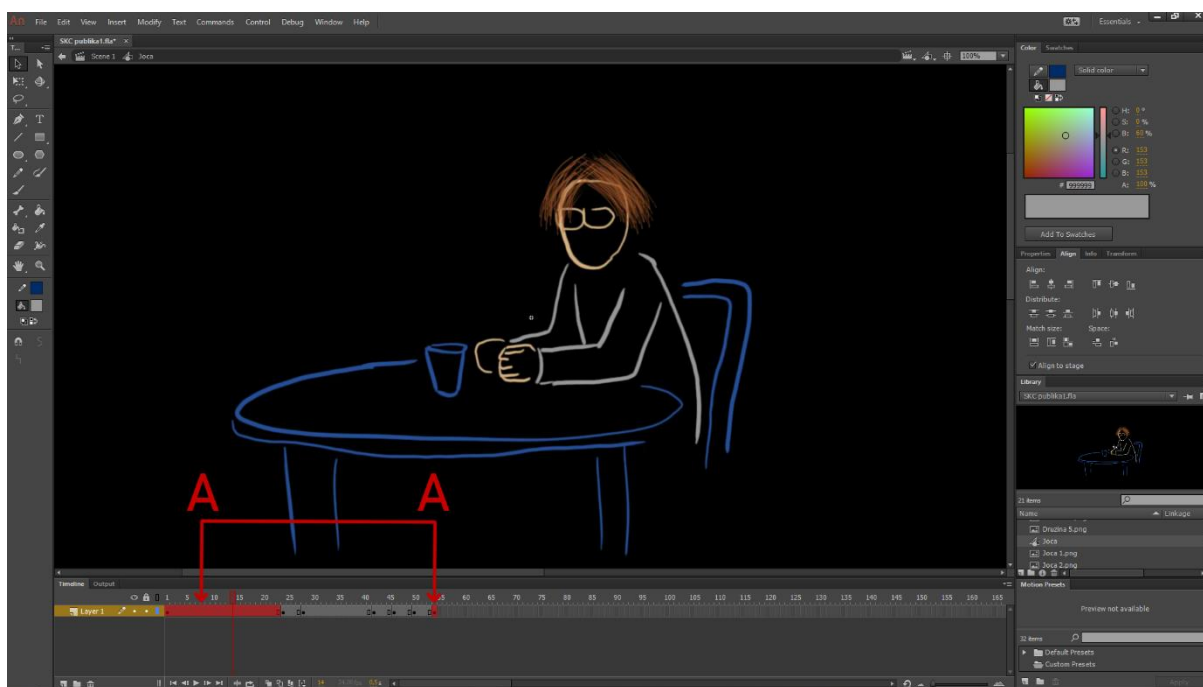 An File Edit View Insert Modify Text Commands Control Debug Window Help Essentials
SKC publika1.fla* ×
Scene 1 Joca 100%
T...
Color Swatches
Solid color
H: 0 °
S: 0 %
B: 60 %
R: 153
G: 153
B: 153
# 999999 A: 100 %
Add To Swatches
Properties Align Info Transform
Align:
Distribute:
Match size: Space:
Align to stage
Library
SKC publika1.fla
21 items
Name Linkage
Druzina 5.png
Joca
Joca 1.png
Joca 2.png
Motion Presets
Preview not available
32 items
Default Presets
Custom Presets
Apply
A A
Timeline Output
1 5 10 15 20 25 30 35 40 45 50 55 60 65 70 75 80 85 90 95 100 105 110 115 120 125 130 135 140 145 150 155 160 165
Layer 1
14 0,5 s